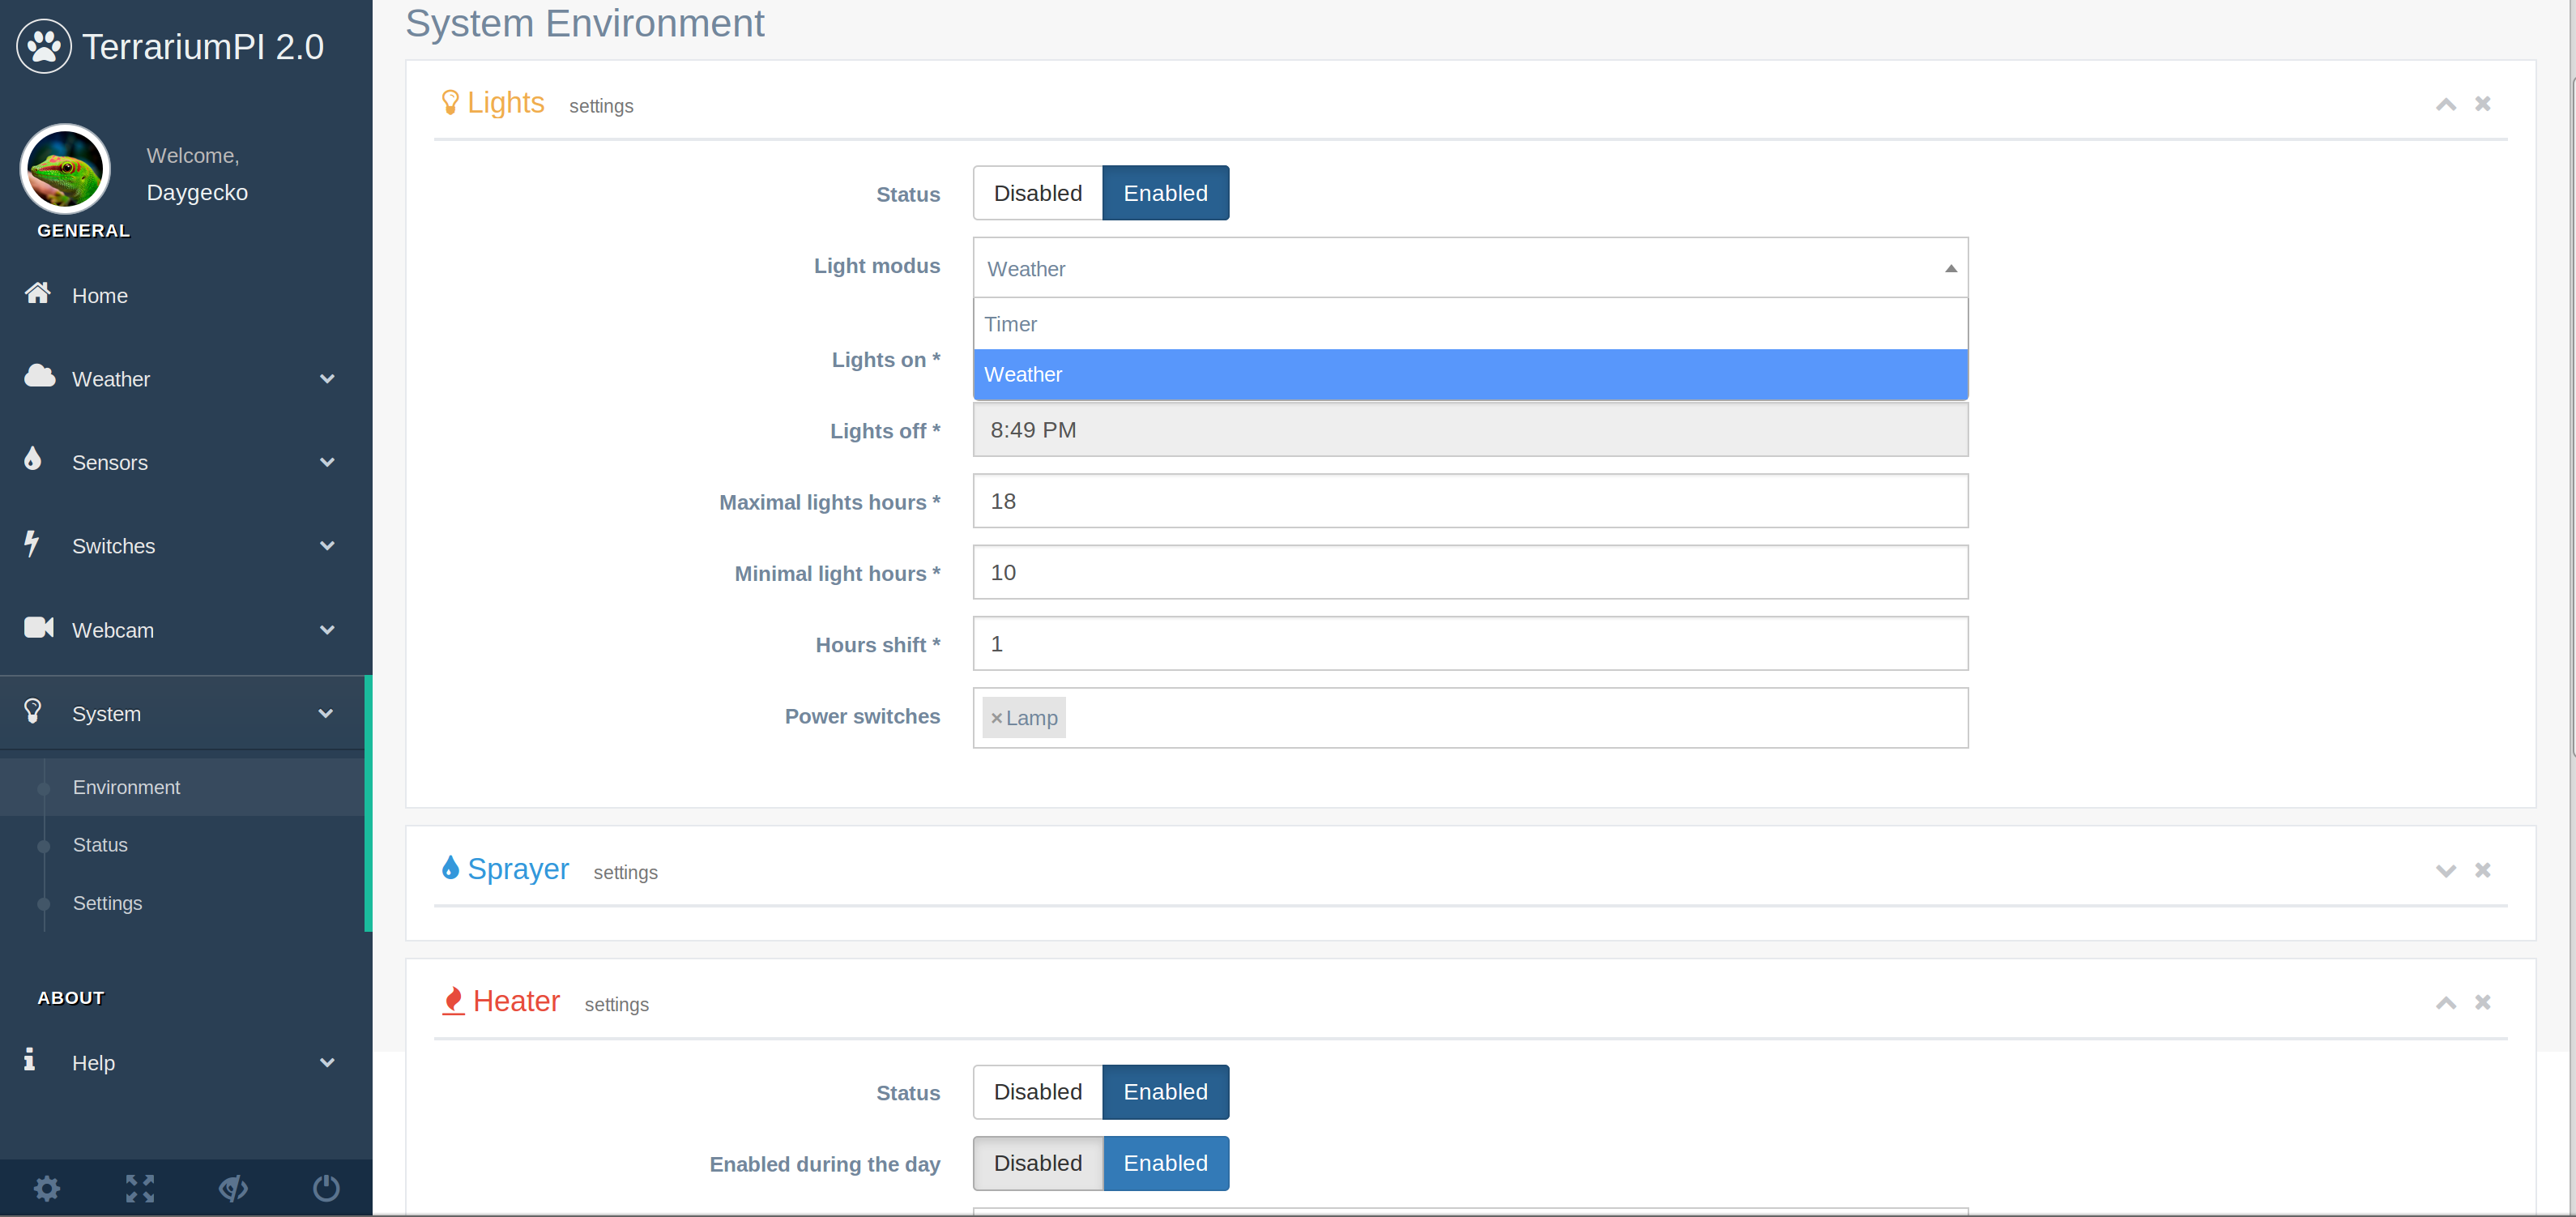 TerrariumPI 2.0
Welcome,
Daygecko
GENERAL
Home
Weather
Sensors
Switches
Webcam
System
Environment
Status
Settings
ABOUT
Help
System Environment
Lights settings
Status Disabled Enabled
Light modus Weather
Timer
Lights on *
Weather
Lights off * 8:49 PM
Maximal lights hours * 18
Minimal light hours * 10
Hours shift * 1
Power switches ×Lamp
Sprayer settings
Heater settings
Status Disabled Enabled
Enabled during the day Disabled Enabled